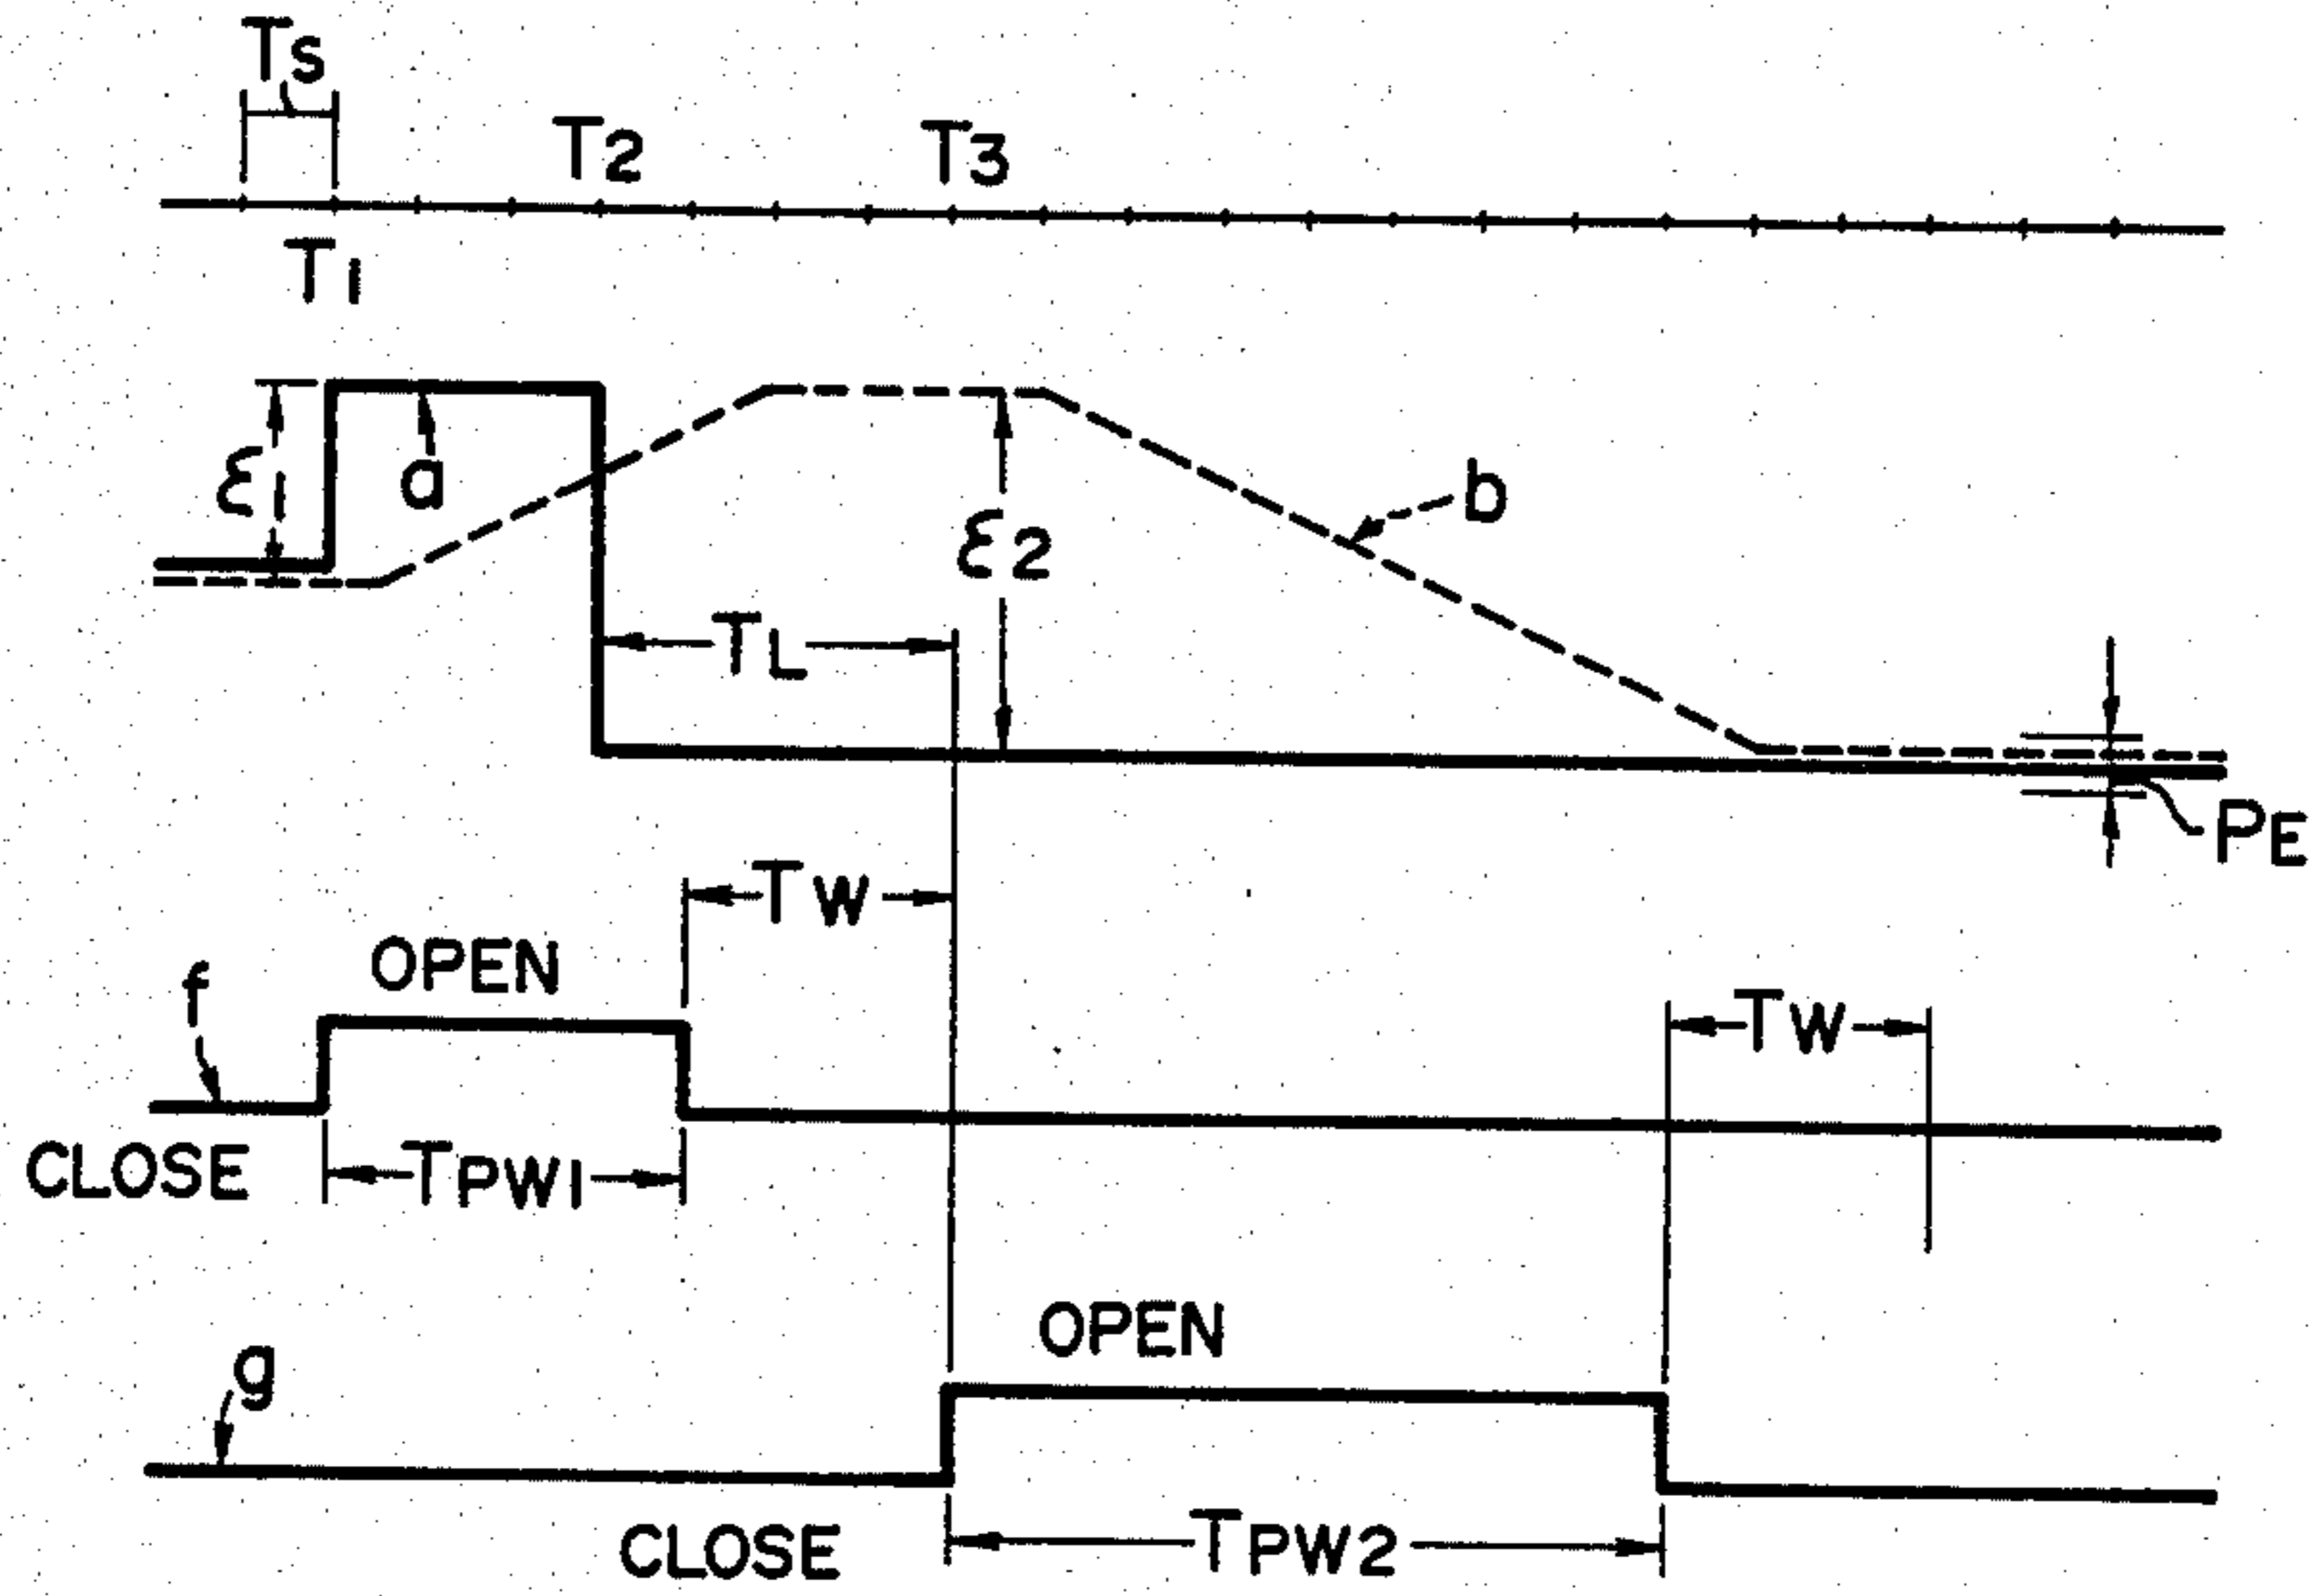 TS
T2
T3
T1
ε1
a
b
ε2
TL
PE
TW
OPEN
f
TW
CLOSE
TPW1
OPEN
g
CLOSE
TPW2